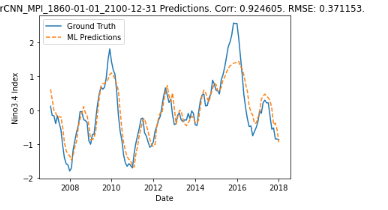 rCNN_MPI_1860-01-01_2100-12-31 Predictions. Corr: 0.924605. RMSE: 0.371153.
Ground Truth
ML Predictions
Nino3.4 Index
2
1
0
−1
−2
2008 2010 2012 2014 2016 2018
Date